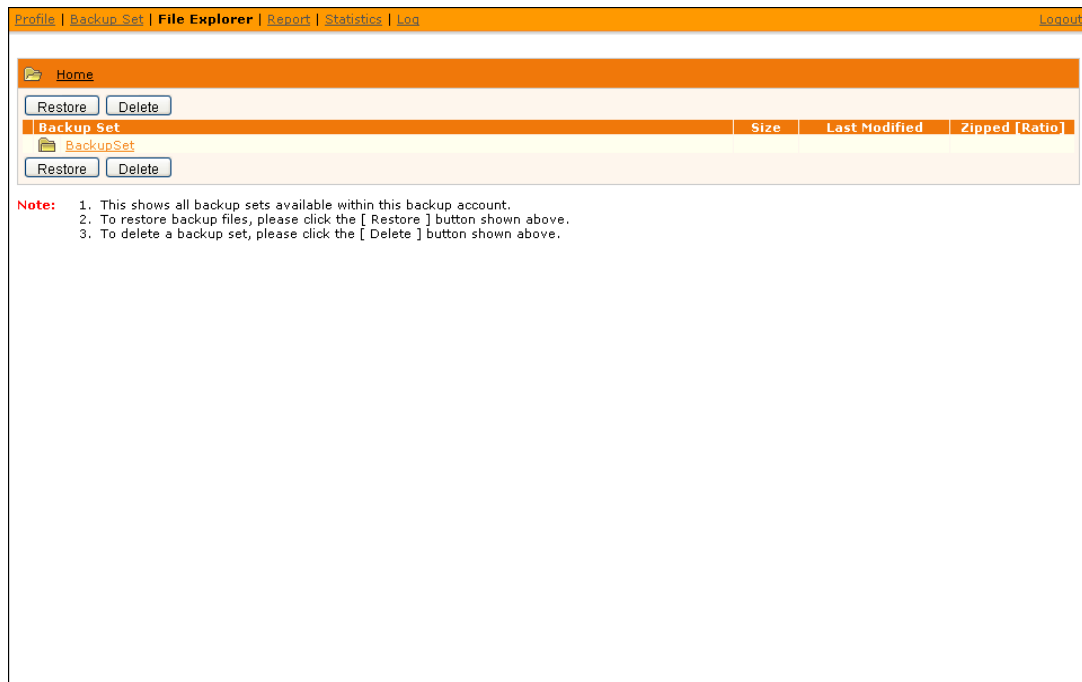 Profile | Backup Set | File Explorer | Report | Statistics | Log Logout
Home
Restore Delete
Backup Set Size Last Modified Zipped [Ratio]
BackupSet
Restore Delete
Note: 1. This shows all backup sets available within this backup account.
2. To restore backup files, please click the [ Restore ] button shown above.
3. To delete a backup set, please click the [ Delete ] button shown above.